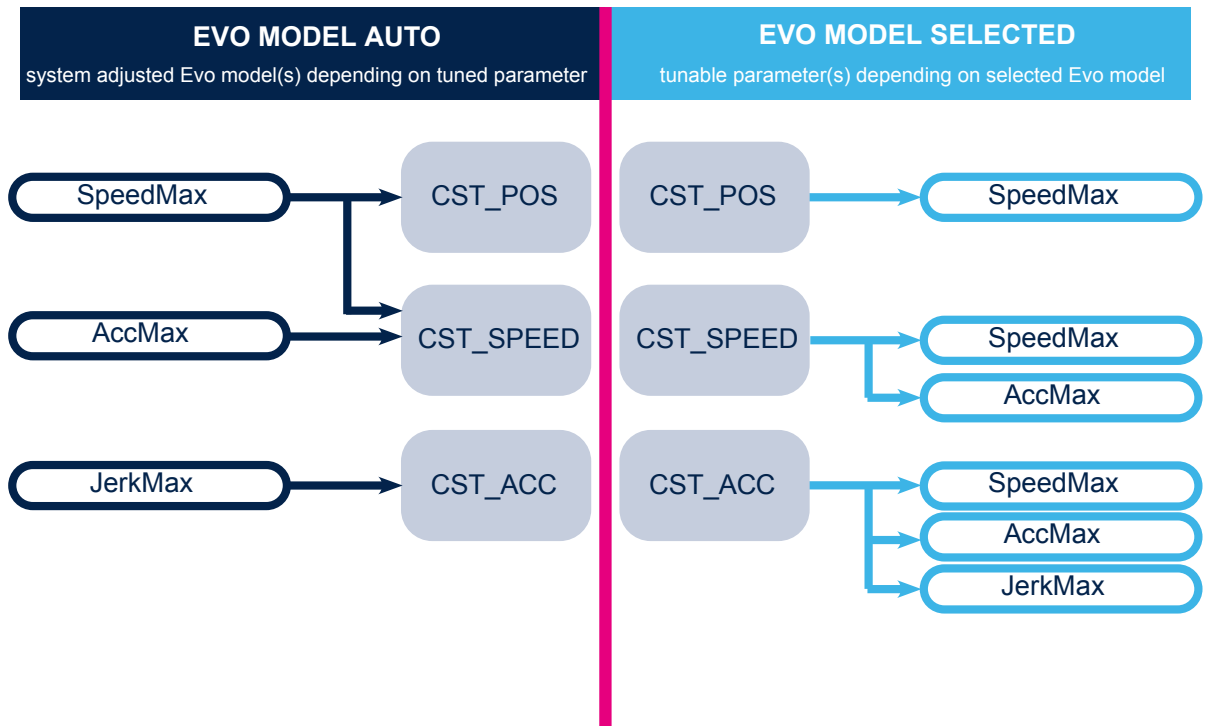 EVO MODEL AUTO
system adjusted Evo model(s) depending on tuned parameter
SpeedMax
CST_POS
AccMax
CST_SPEED
JerkMax
CST_ACC
EVO MODEL SELECTED
tunable parameter(s) depending on selected Evo model
CST_POS
SpeedMax
CST_SPEED
SpeedMax
AccMax
CST_ACC
SpeedMax
AccMax
JerkMax